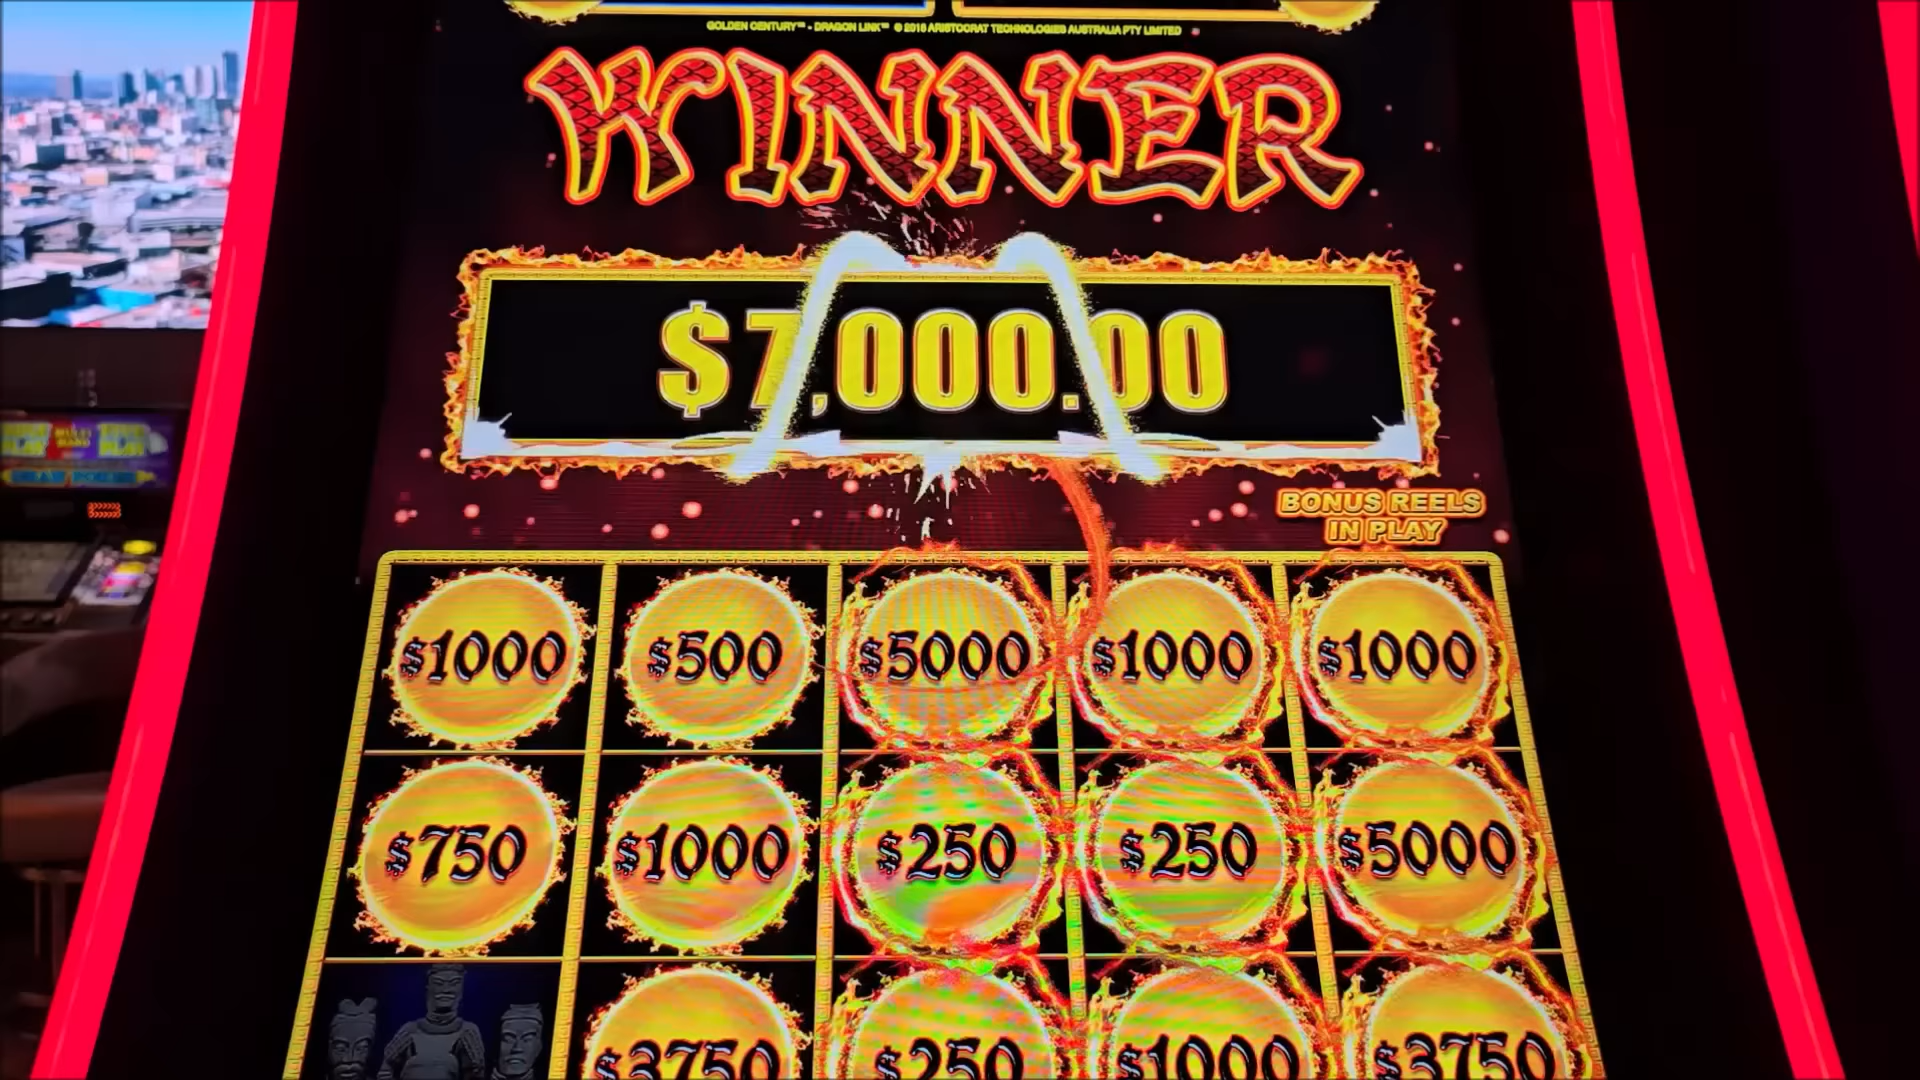 GOLDEN CENTURY™ - DRAGON LINK™ © 2016 ARISTOCRAT TECHNOLOGIES AUSTRALIA PTY LIMITED
WINNER
$7,000.00
BONUS REELS
IN PLAY
$1000 $500 $5000 $1000 $1000
$750 $1000 $250 $250 $5000
$3750 $250 $1000 $3750